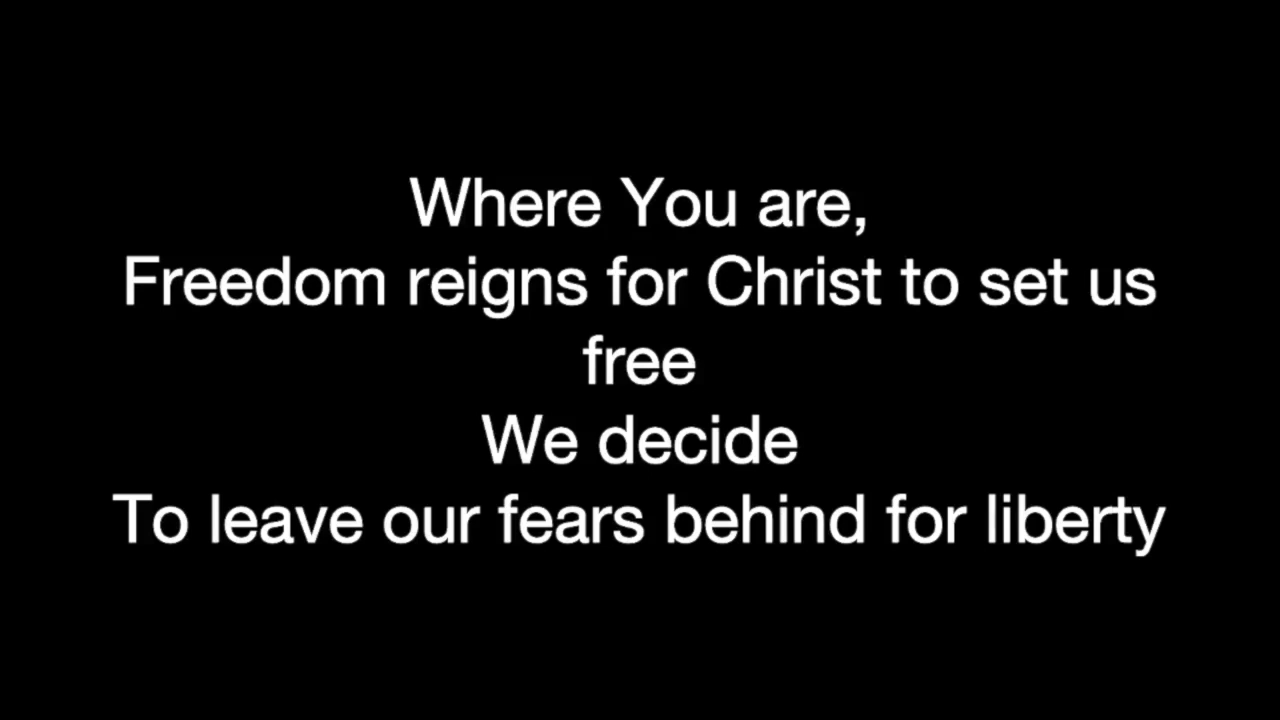 Where You are,
Freedom reigns for Christ to set us
free
We decide
To leave our fears behind for liberty